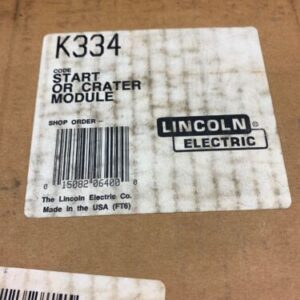 K334
CODE
START
OR CRATER
MODULE
SHOP ORDER –
LINCOLN®
ELECTRIC
0 15082 06400 0
The Lincoln Electric Co.
Made in the USA (FT6)